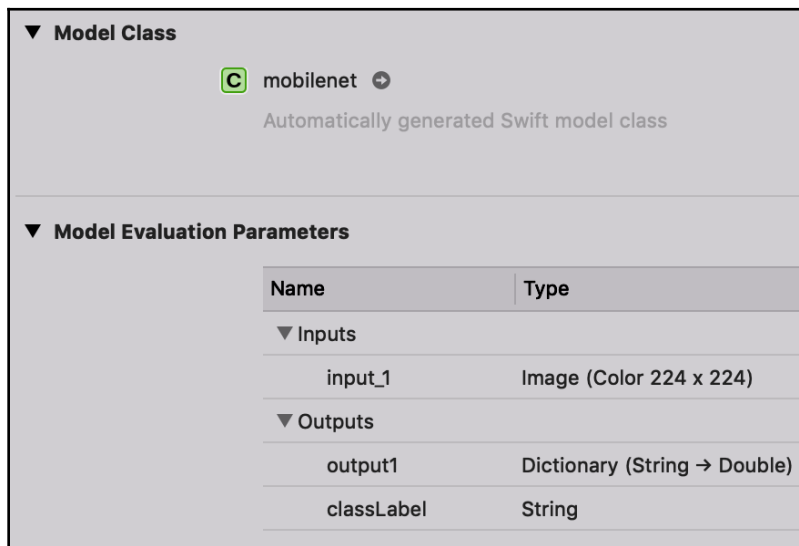 Model Class
C mobilenet
Automatically generated Swift model class
Model Evaluation Parameters
Name Type
Inputs
input_1 Image (Color 224 x 224)
Outputs
output1 Dictionary (String → Double)
classLabel String